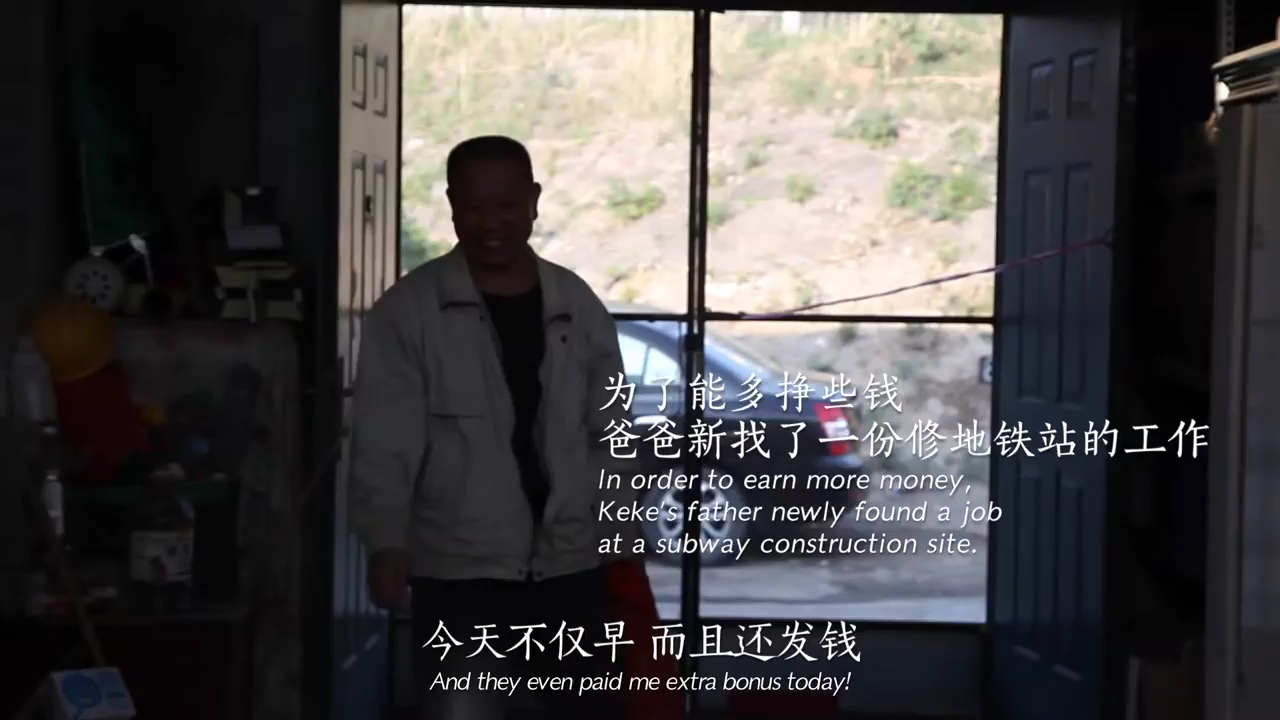 为了能多挣些钱
爸爸新找了一份修地铁站的工作
In order to earn more money,
Keke's father newly found a job
at a subway construction site.
今天不仅早 而且还发钱
And they even paid me extra bonus today!